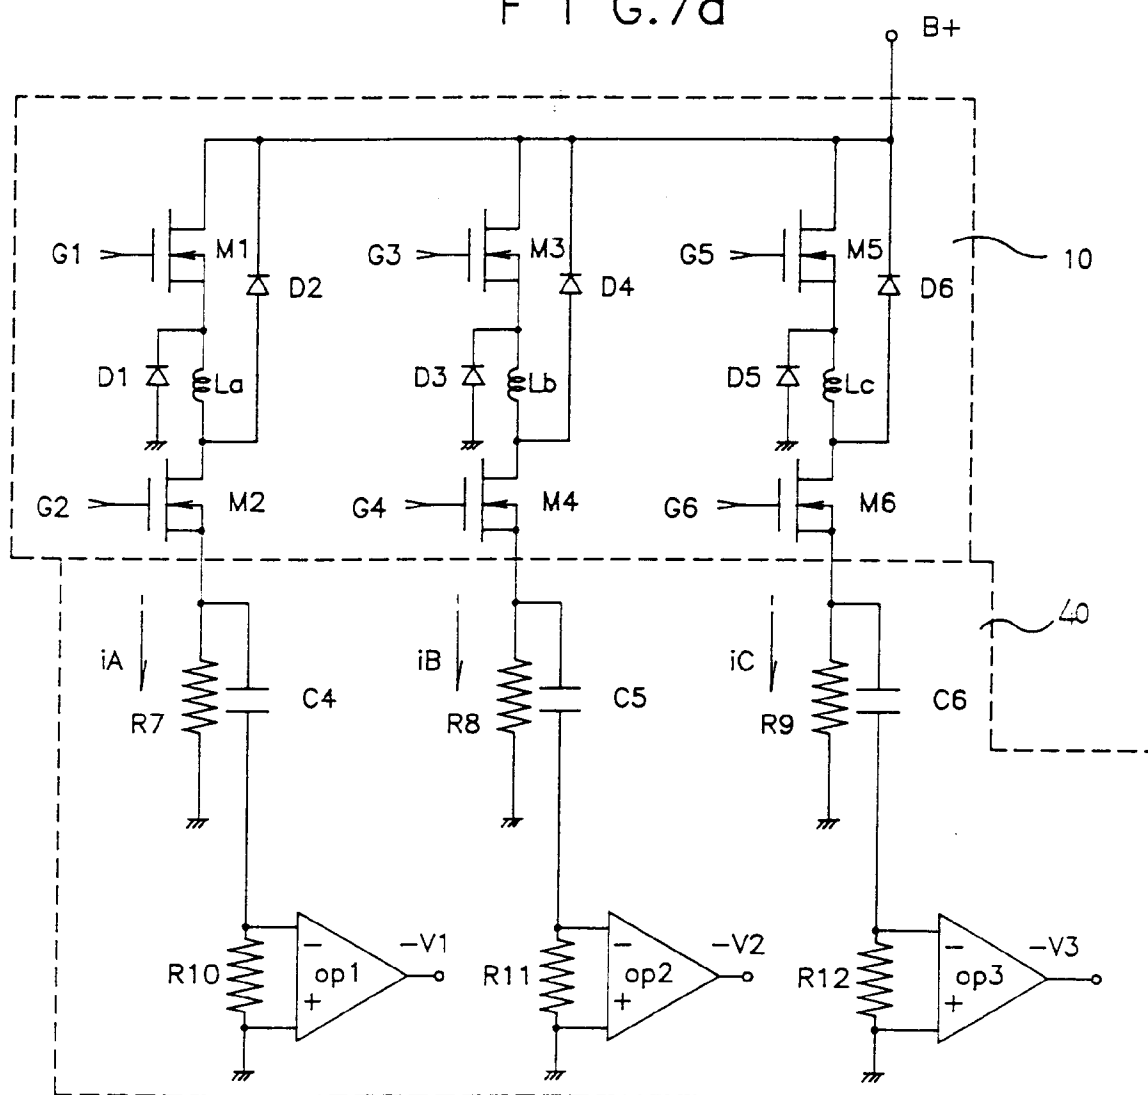 F I G.7a
B+
G1
M1
G3
M3
G5
M5
10
D2
D4
D6
D1
La
D3
Lb
D5
Lc
G2
M2
G4
M4
G6
M6
40
iA
iB
iC
C4
C5
C6
R7
R8
R9
-V1
-V2
-V3
R10
−
op1
+
R11
−
op2
+
R12
−
op3
+